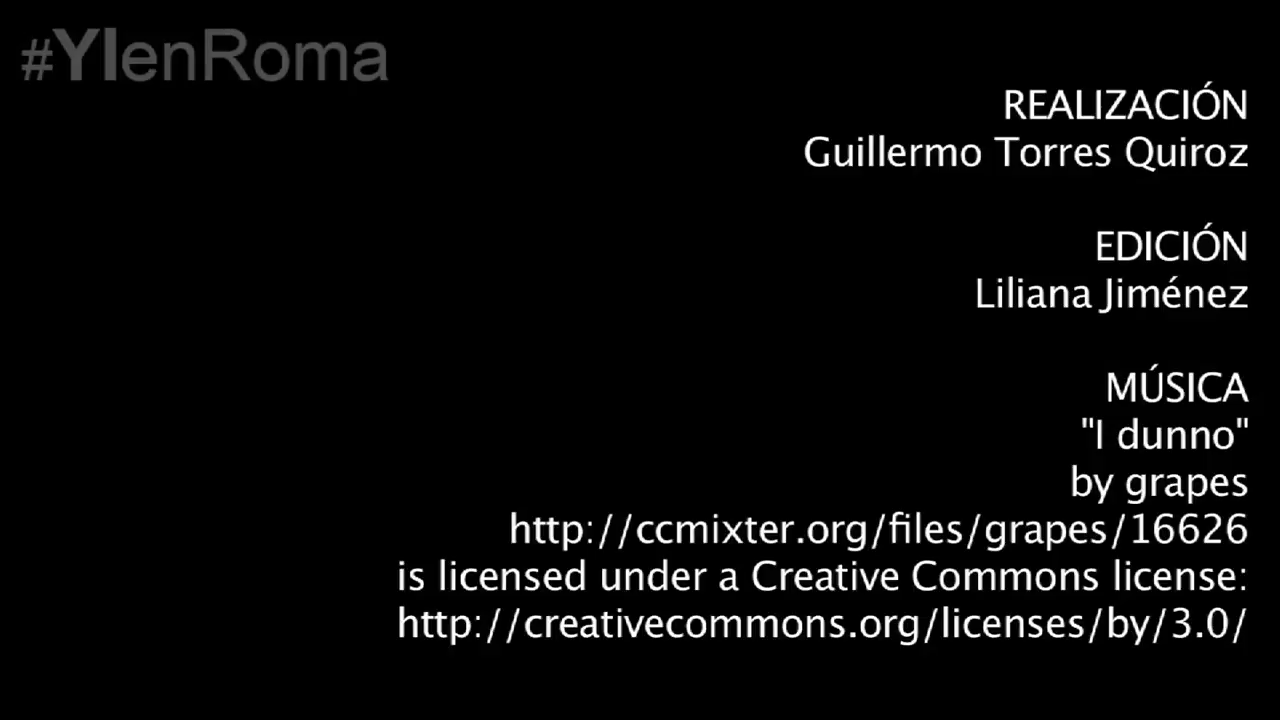 #YIenRoma
REALIZACIÓN
Guillermo Torres Quiroz
EDICIÓN
Liliana Jiménez
MÚSICA
"I dunno"
by grapes
http://ccmixter.org/files/grapes/16626
is licensed under a Creative Commons license:
http://creativecommons.org/licenses/by/3.0/